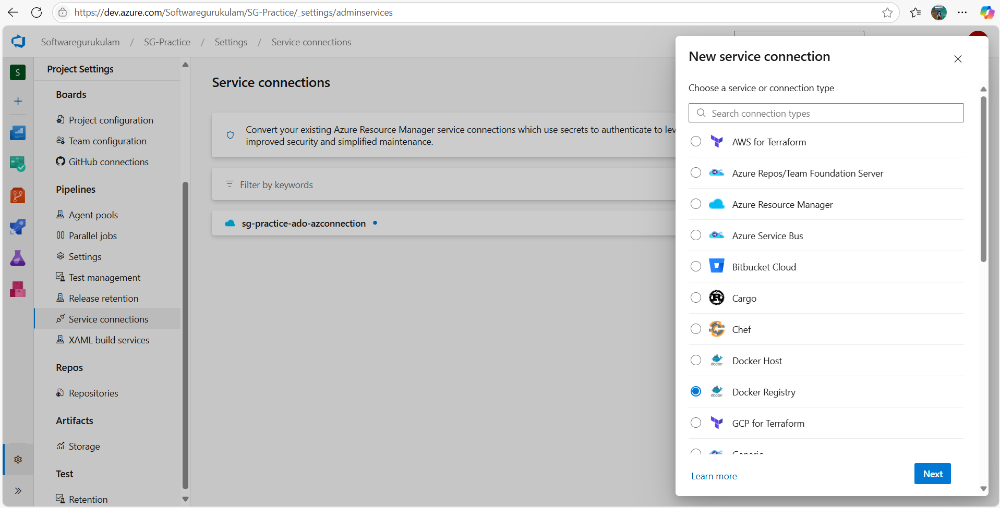 https://dev.azure.com/Softwaregurukulam/SG-Practice/_settings/adminservices
Softwaregurukulam / SG-Practice / Settings / Service connections
S
Project Settings
Boards
Project configuration
Team configuration
GitHub connections
Pipelines
Agent pools
Parallel jobs
Settings
Test management
Release retention
Service connections
XAML build services
Repos
Repositories
Artifacts
Storage
Test
Retention
Service connections
Convert your existing Azure Resource Manager service connections which use secrets to authenticate to lev
improved security and simplified maintenance.
Filter by keywords
sg-practice-ado-azconnection
New service connection
Choose a service or connection type
Search connection types
AWS for Terraform
Azure Repos/Team Foundation Server
Azure Resource Manager
Azure Service Bus
Bitbucket Cloud
Cargo
Chef
docker Docker Host
docker Docker Registry
GCP for Terraform
Generic
Learn more
Next